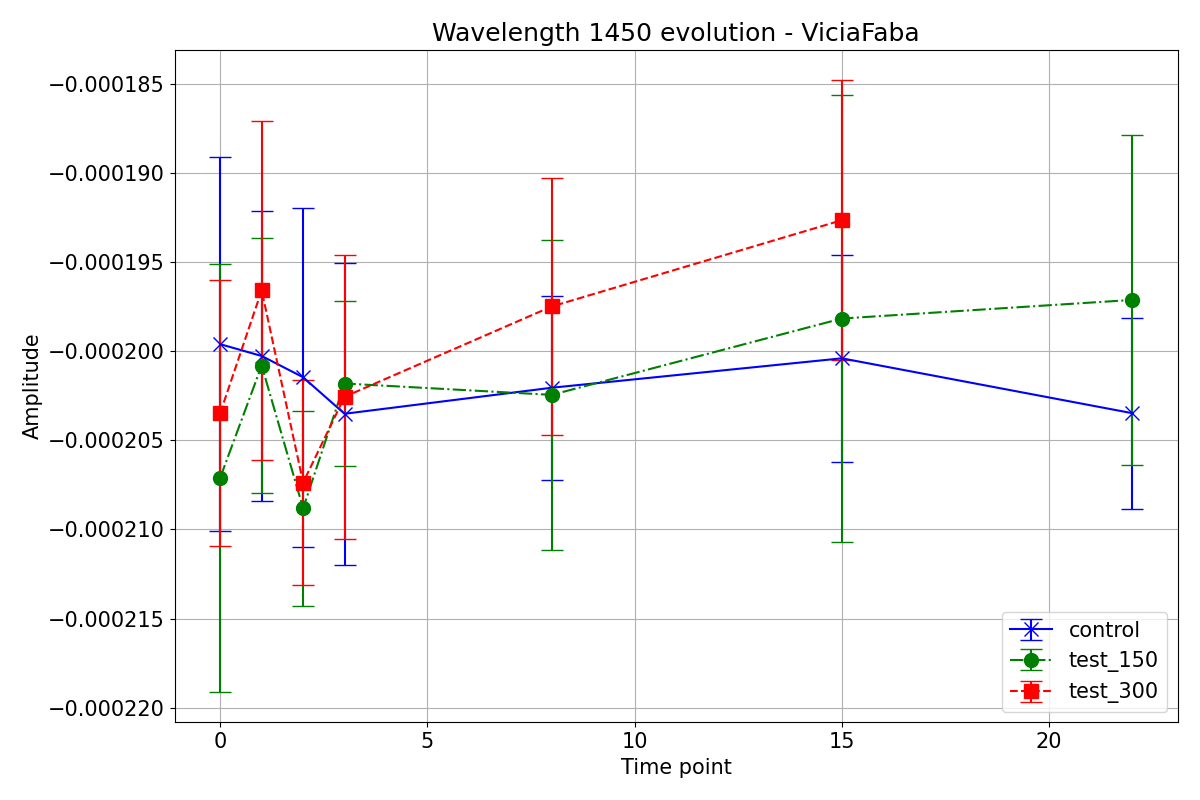 Wavelength 1450 evolution - ViciaFaba
Amplitude
−0.000185
−0.000190
−0.000195
−0.000200
−0.000205
−0.000210
−0.000215
−0.000220
0
5
10
15
20
Time point
control
test_150
test_300